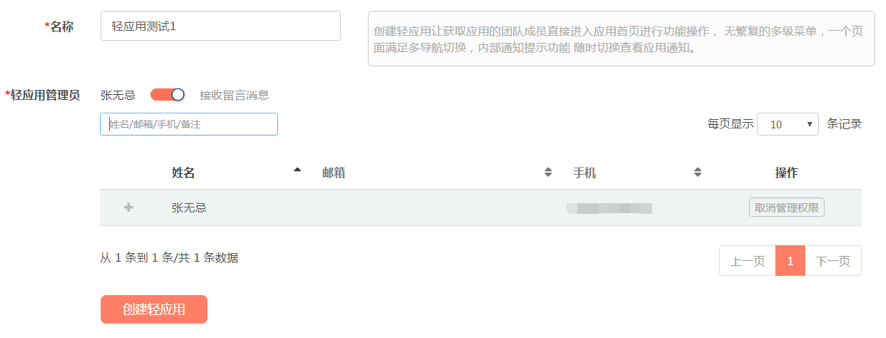 *名称
轻应用测试1
创建轻应用让获取应用的团队成员直接进入应用首页进行功能操作， 无繁复的多级菜单，一个页
面满足多导航切换，内部通知提示功能 随时切换查看应用通知。
*轻应用管理员 张无忌 接收留言消息
姓名/邮箱/手机/备注
每页显示 10 条记录
姓名 邮箱 手机 操作
张无忌 取消管理权限
从 1 条到 1 条/共 1 条数据
上一页 1 下一页
创建轻应用